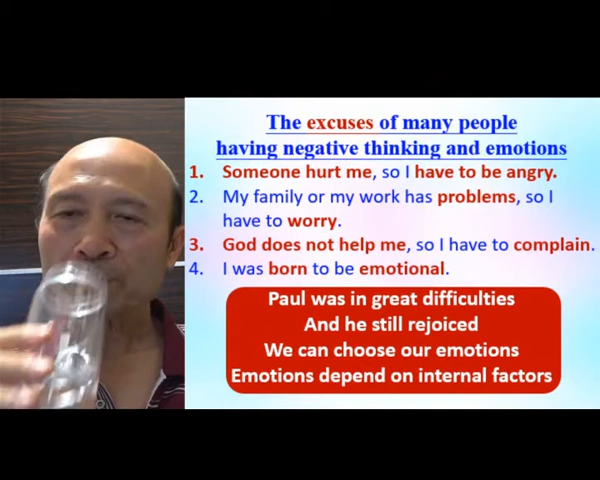 The excuses of many people
having negative thinking and emotions
1. Someone hurt me, so I have to be angry.
2. My family or my work has problems, so I
have to worry.
3. God does not help me, so I have to complain.
4. I was born to be emotional.
Paul was in great difficulties
And he still rejoiced
We can choose our emotions
Emotions depend on internal factors